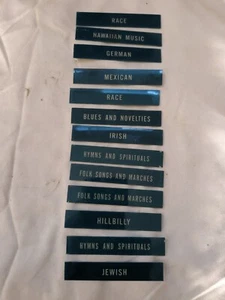 RACE
HAWAIIAN MUSIC
GERMAN
MEXICAN
RACE
BLUES AND NOVELTIES
IRISH
HYMNS AND SPIRITUALS
FOLK SONGS AND MARCHES
FOLK SONGS AND MARCHES
HILLBILLY
HYMNS AND SPIRITUALS
JEWISH